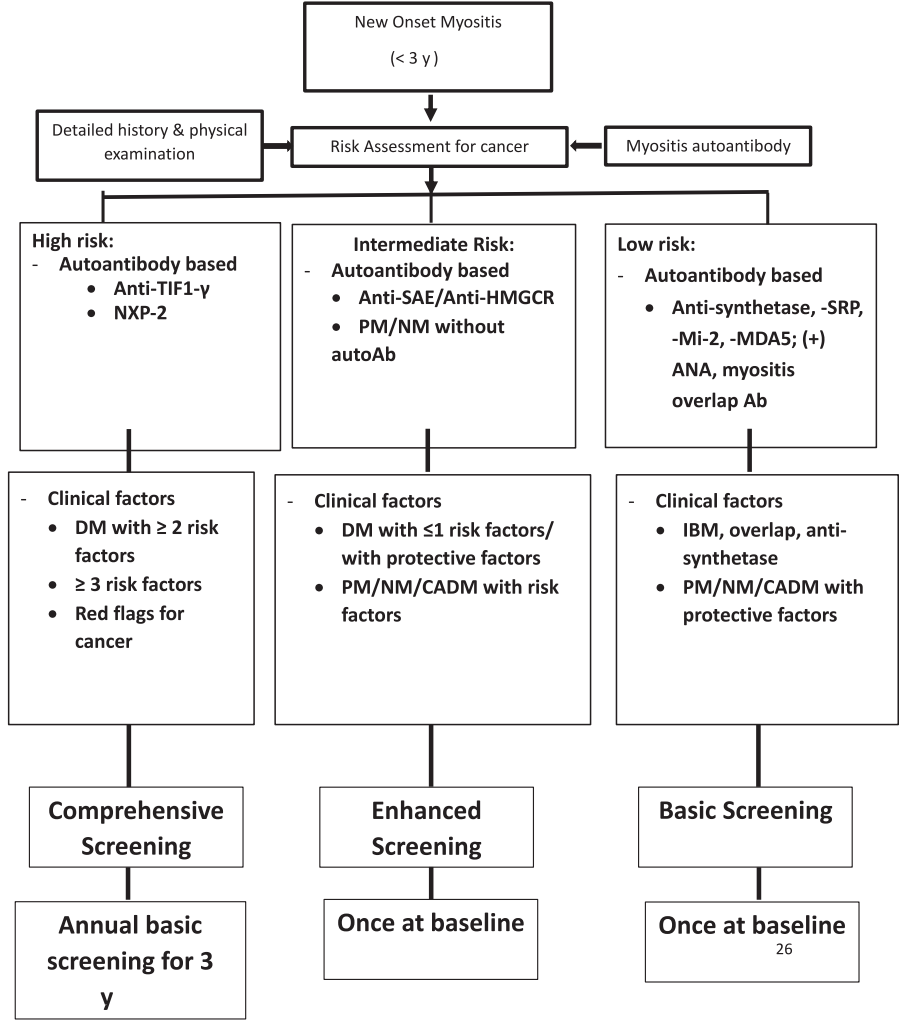 New Onset Myositis
(< 3 y )
Detailed history & physical
examination
Risk Assessment for cancer
Myositis autoantibody
High risk:
- Autoantibody based
• Anti-TIF1-γ
• NXP-2
Intermediate Risk:
- Autoantibody based
• Anti-SAE/Anti-HMGCR
• PM/NM without
autoAb
Low risk:
- Autoantibody based
• Anti-synthetase, -SRP,
-Mi-2, -MDA5; (+)
ANA, myositis
overlap Ab
- Clinical factors
• DM with ≥ 2 risk
factors
• ≥ 3 risk factors
• Red flags for
cancer
- Clinical factors
• DM with ≤1 risk factors/
with protective factors
• PM/NM/CADM with risk
factors
- Clinical factors
• IBM, overlap, anti-
synthetase
• PM/NM/CADM with
protective factors
Comprehensive
Screening
Enhanced
Screening
Basic Screening
Annual basic
screening for 3
y
Once at baseline
Once at baseline
26